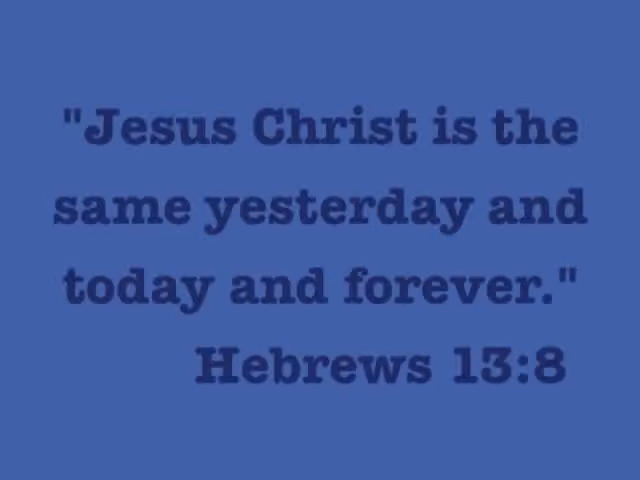 "Jesus Christ is the
same yesterday and
today and forever."
Hebrews 13:8